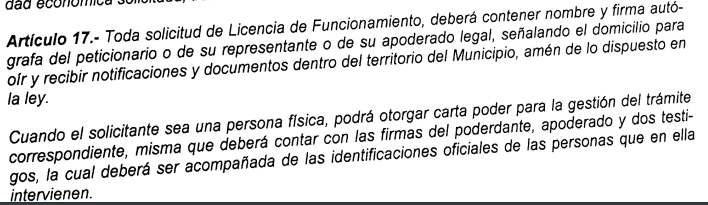 dad económica
Artículo 17.- Toda solicitud de Licencia de Funcionamiento, deberá contener nombre y firma autó-
grafa del peticionario o de su representante o de su apoderado legal, señalando el domicilio para
oír y recibir notificaciones y documentos dentro del territorio del Municipio, amén de lo dispuesto en
la ley.
Cuando el solicitante sea una persona física, podrá otorgar carta poder para la gestión del trámite
correspondiente, misma que deberá contar con las firmas del poderdante, apoderado y dos testi-
gos, la cual deberá ser acompañada de las identificaciones oficiales de las personas que en ella
intervienen.